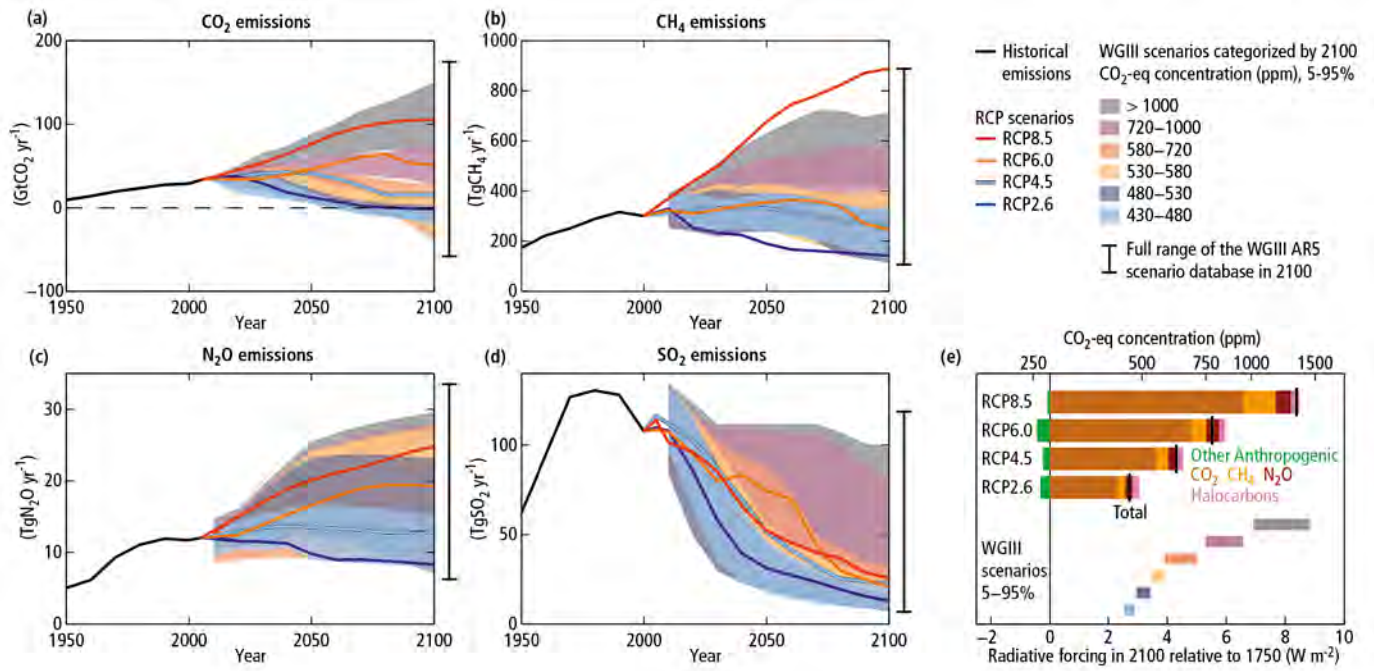 (a)
CO₂ emissions
200
100
0
−100
(GtCO₂ yr⁻¹)
1950
2000
2050
2100
Year
(b)
CH₄ emissions
1000
800
600
400
200
0
(TgCH₄ yr⁻¹)
1950
2000
2050
2100
Year
Historical
emissions
RCP scenarios
RCP8.5
RCP6.0
RCP4.5
RCP2.6
WGIII scenarios categorized by 2100
CO₂-eq concentration (ppm), 5-95%
> 1000
720–1000
580–720
530–580
480–530
430–480
Full range of the WGIII AR5
scenario database in 2100
(c)
N₂O emissions
30
20
10
0
(TgN₂O yr⁻¹)
1950
2000
2050
2100
Year
(d)
SO₂ emissions
100
50
0
(TgSO₂ yr⁻¹)
1950
2000
2050
2100
Year
(e)
CO₂-eq concentration (ppm)
250
500
750
1000
1500
RCP8.5
RCP6.0
RCP4.5
RCP2.6
Other Anthropogenic
CO₂ CH₄ N₂O
Halocarbons
Total
WGIII
scenarios
5–95%
−2
0
2
4
6
8
10
Radiative forcing in 2100 relative to 1750 (W m⁻²)